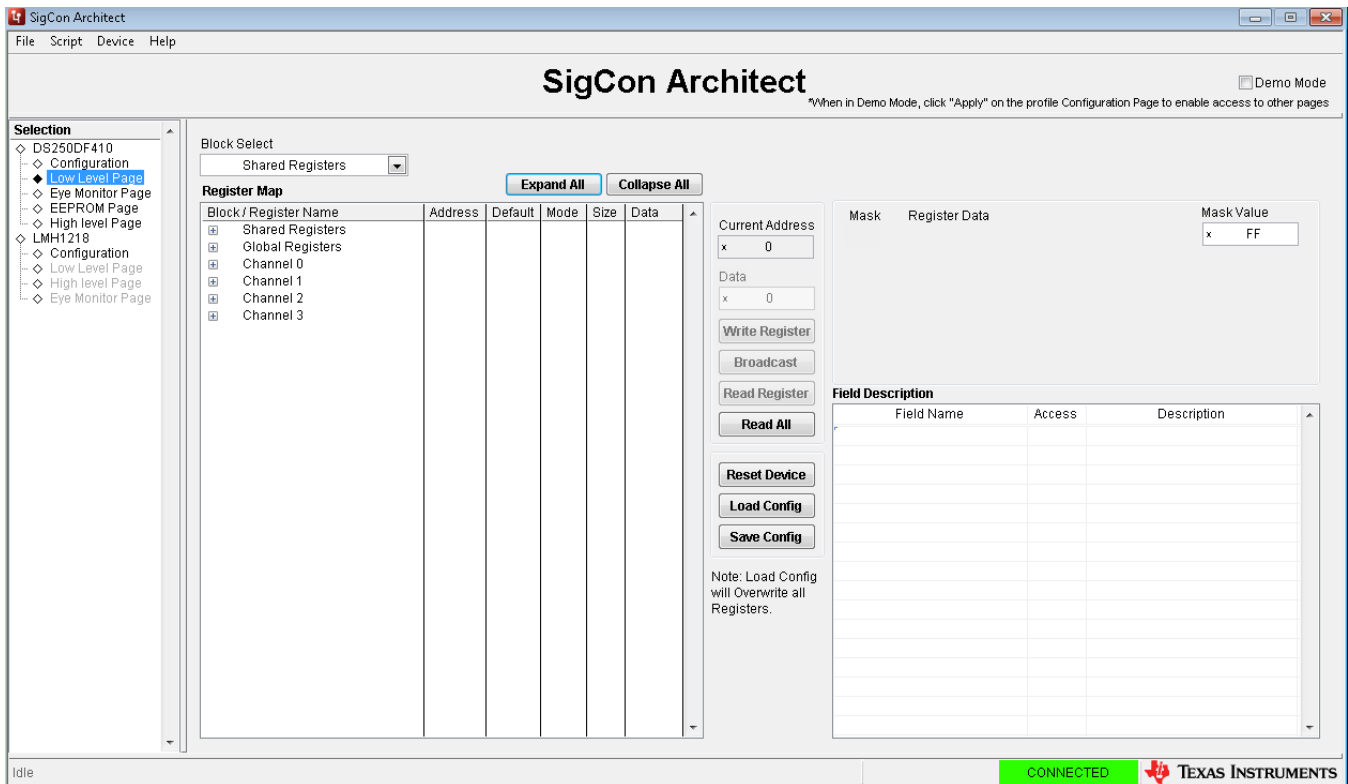 SigCon Architect
File Script Device Help
SigCon Architect
Demo Mode
*When in Demo Mode, click "Apply" on the profile Configuration Page to enable access to other pages
Selection
DS250DF410
Configuration
Low Level Page
Eye Monitor Page
EEPROM Page
High level Page
LMH1218
Configuration
Low Level Page
High level Page
Eye Monitor Page
Block Select
Shared Registers
Register Map
Expand All
Collapse All
Block / Register Name Address Default Mode Size Data
Shared Registers
Global Registers
Channel 0
Channel 1
Channel 2
Channel 3
Current Address
x 0
Data
x 0
Write Register
Broadcast
Read Register
Read All
Reset Device
Load Config
Save Config
Note: Load Config
will Overwrite all
Registers.
Mask Register Data
Mask Value
x FF
Field Description
Field Name Access Description
Idle
CONNECTED
TEXAS INSTRUMENTS